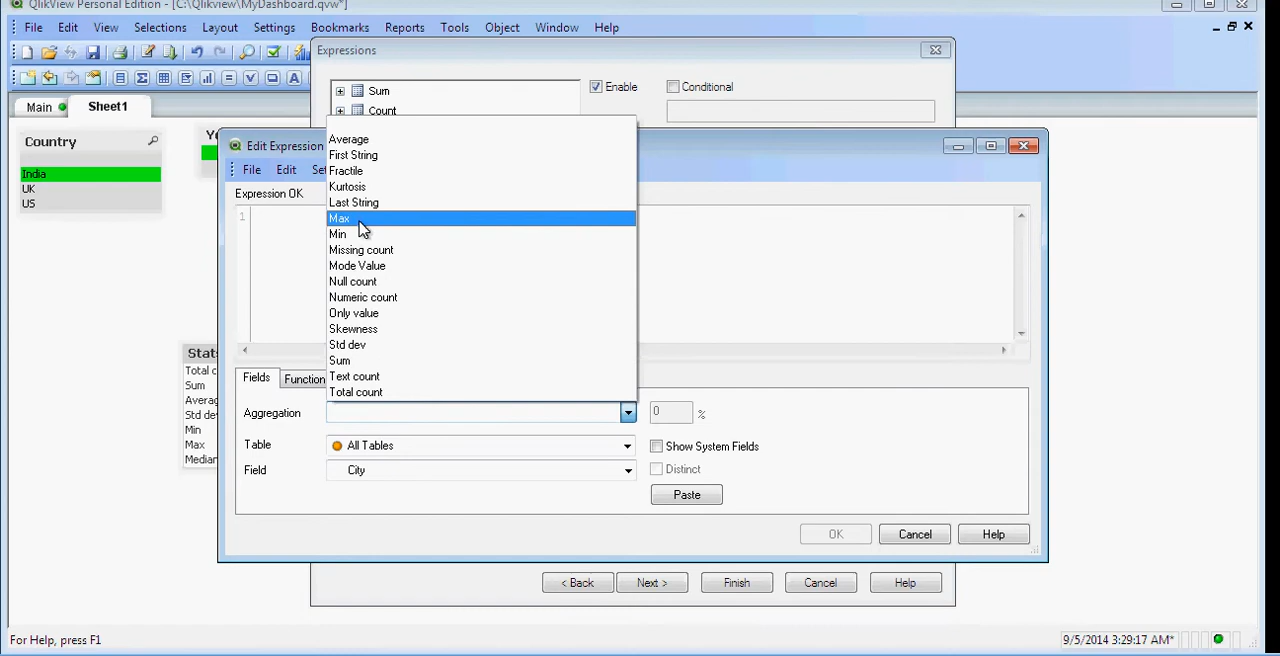 QlikView Personal Edition - [C:\Qlikview\MyDashboard.qvw*]
File Edit View Selections Layout Settings Bookmarks Reports Tools Object Window Help
Expressions
Sum
Enable
Conditional
Count
Main
Sheet1
Country
India
UK
US
Edit Expression
File Edit
Expression OK
1
Average
First String
Fractile
Kurtosis
Last String
Max
Min
Missing count
Mode Value
Null count
Numeric count
Only value
Skewness
Std dev
Sum
Text count
Total count
Total c
Sum
Std de
Min
Max
Median
Fields
Function
Aggregation
0 %
Table
All Tables
Show System Fields
Field
City
Distinct
Paste
OK
Cancel
Help
< Back
Next >
Finish
Cancel
Help
For Help, press F1
9/5/2014 3:29:17 AM*